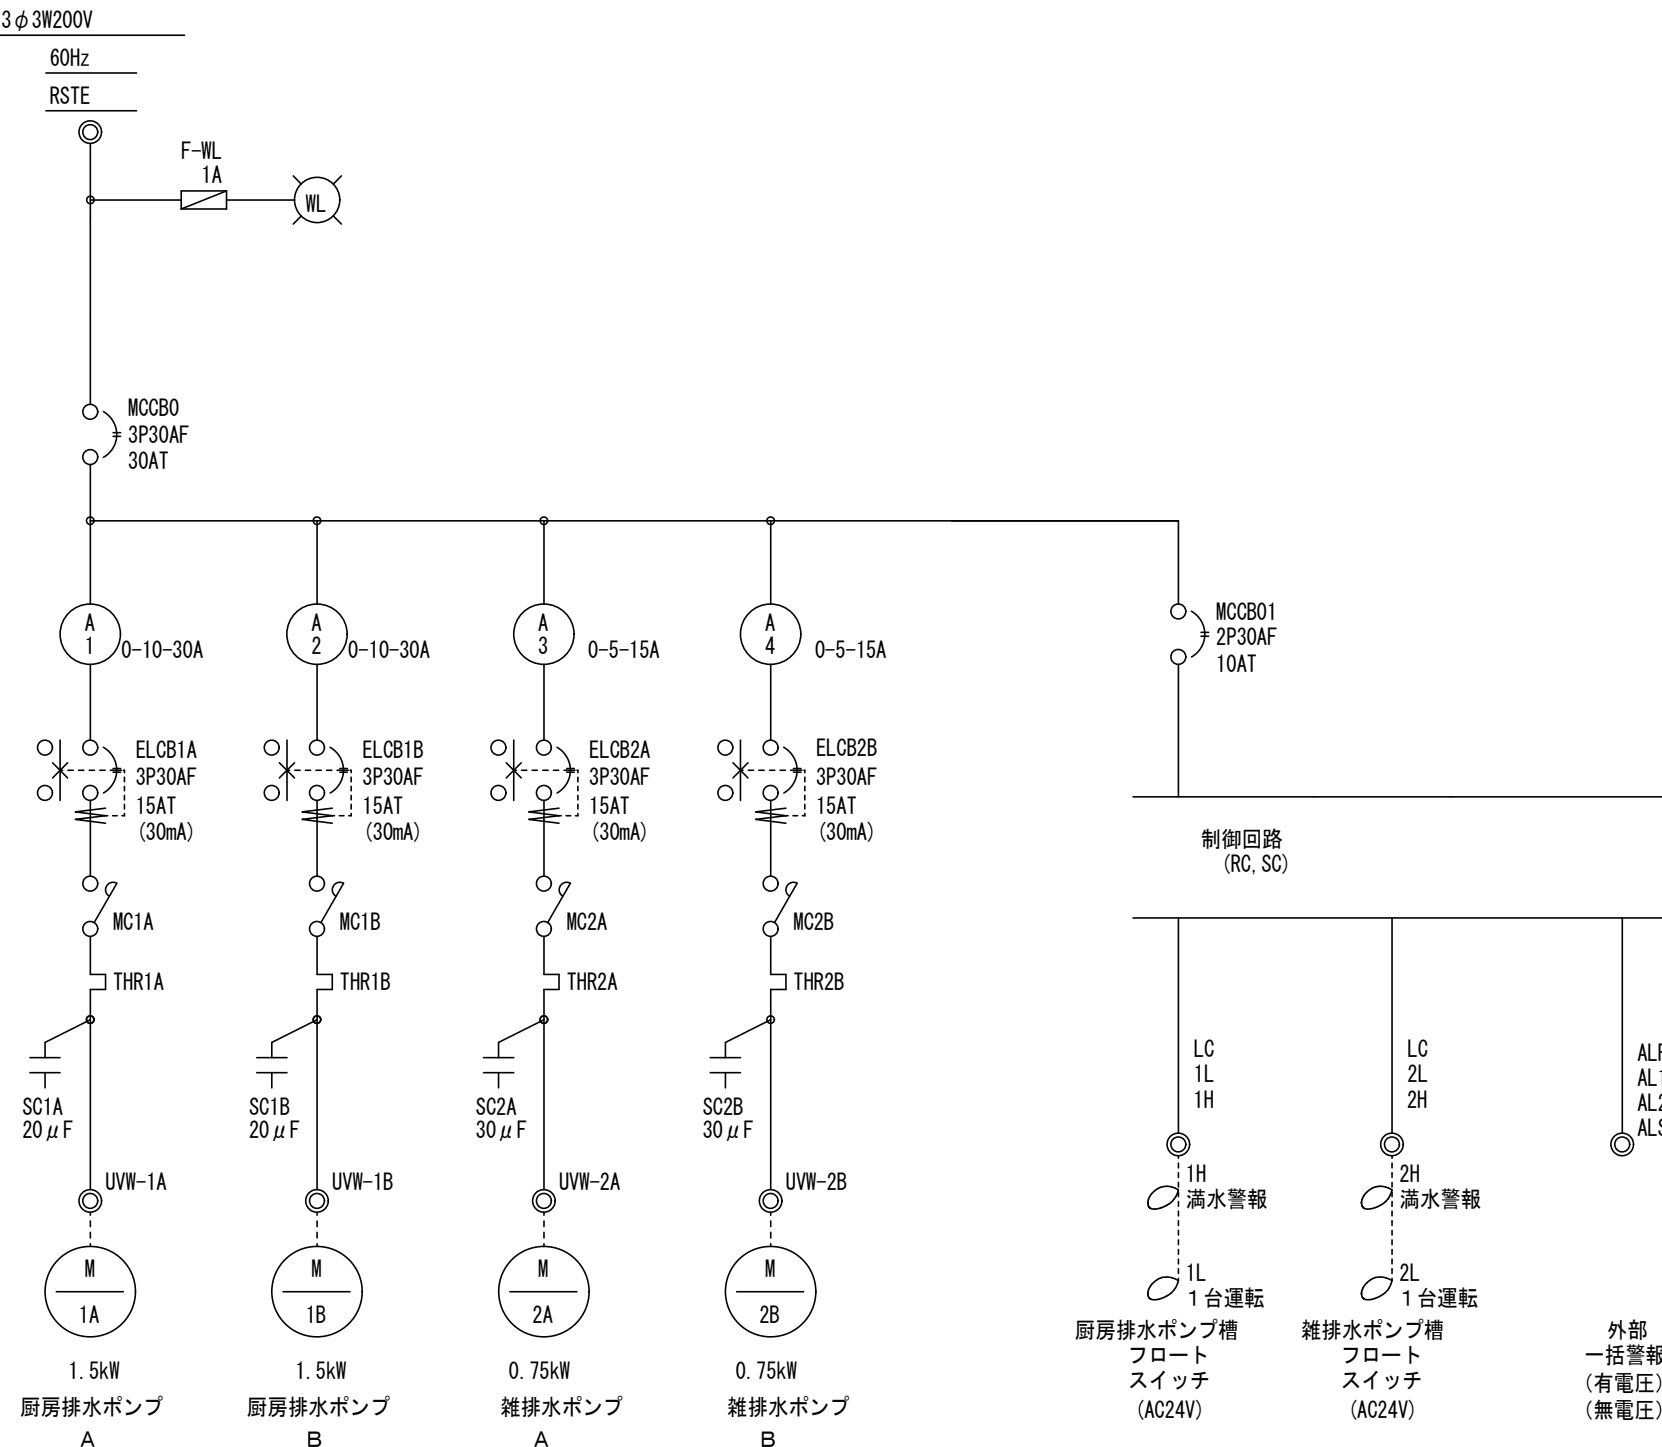 3φ3W200V
60Hz
RSTE
F-WL
1A
WL
MCCB0
3P30AF
30AT
A
1
0-10-30A
A
2
0-10-30A
A
3
0-5-15A
A
4
0-5-15A
MCCB01
2P30AF
10AT
ELCB1A
3P30AF
15AT
(30mA)
ELCB1B
3P30AF
15AT
(30mA)
ELCB2A
3P30AF
15AT
(30mA)
ELCB2B
3P30AF
15AT
(30mA)
制御回路
(RC,SC)
MC1A
MC1B
MC2A
MC2B
THR1A
THR1B
THR2A
THR2B
SC1A
20μF
SC1B
20μF
SC2A
30μF
SC2B
30μF
LC
1L
1H
LC
2L
2H
AL1
AL2
ALS
UVW-1A
UVW-1B
UVW-2A
UVW-2B
1H
満水警報
2H
満水警報
1L
1台運転
2L
1台運転
M
1A
M
1B
M
2A
M
2B
1.5kW
厨房排水ポンプ
A
1.5kW
厨房排水ポンプ
B
0.75kW
雑排水ポンプ
A
0.75kW
雑排水ポンプ
B
厨房排水ポンプ槽
フロート
スイッチ
(AC24V)
雑排水ポンプ槽
フロート
スイッチ
(AC24V)
外部
一括警報
(有電圧)
(無電圧)